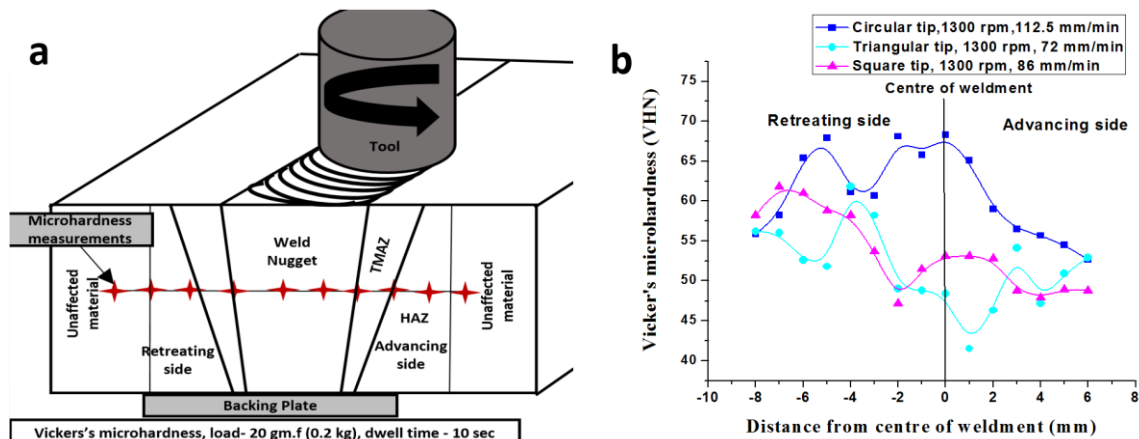 a
Tool
Microhardness
measurements
Weld
Nugget
TMAZ
Unaffected
material
Unaffected
material
HAZ
Retreating
side
Advancing
side
Backing Plate
Vickers's microhardness, load- 20 gm.f (0.2 kg), dwell time - 10 sec
b
Circular tip,1300 rpm,112.5 mm/min
Triangular tip, 1300 rpm, 72 mm/min
Square tip, 1300 rpm, 86 mm/min
Centre of weldment
Retreating side
Advancing side
Vicker's microhardness (VHN)
75
70
65
60
55
50
45
40
-10 -8 -6 -4 -2 0 2 4 6 8
Distance from centre of weldment (mm)